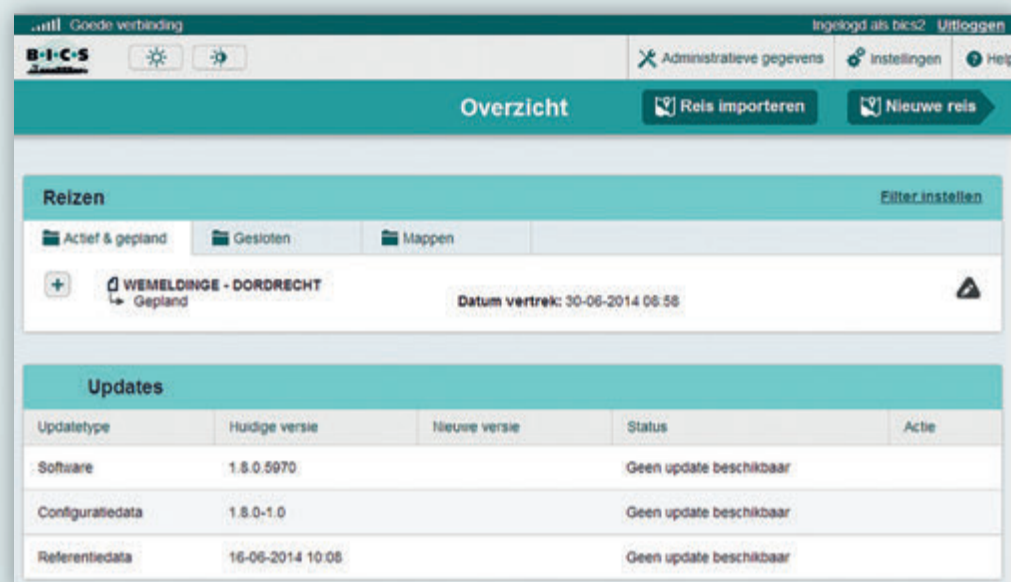 Goede verbinding Ingelogd als bics2 Uitloggen
B·I·C·S Administratieve gegevens Instellingen Help
Overzicht Reis importeren Nieuwe reis
Reizen Filter instellen
Actief & gepland Gesloten Mappen
WEMELDINGE - DORDRECHT
Gepland Datum vertrek: 30-06-2014 08:58
Updates
Updatetype Huidige versie Nieuwe versie Status Actie
Software 1.8.0.5970 Geen update beschikbaar
Configuratiedata 1.8.0-1.0 Geen update beschikbaar
Referentiedata 16-06-2014 10:08 Geen update beschikbaar